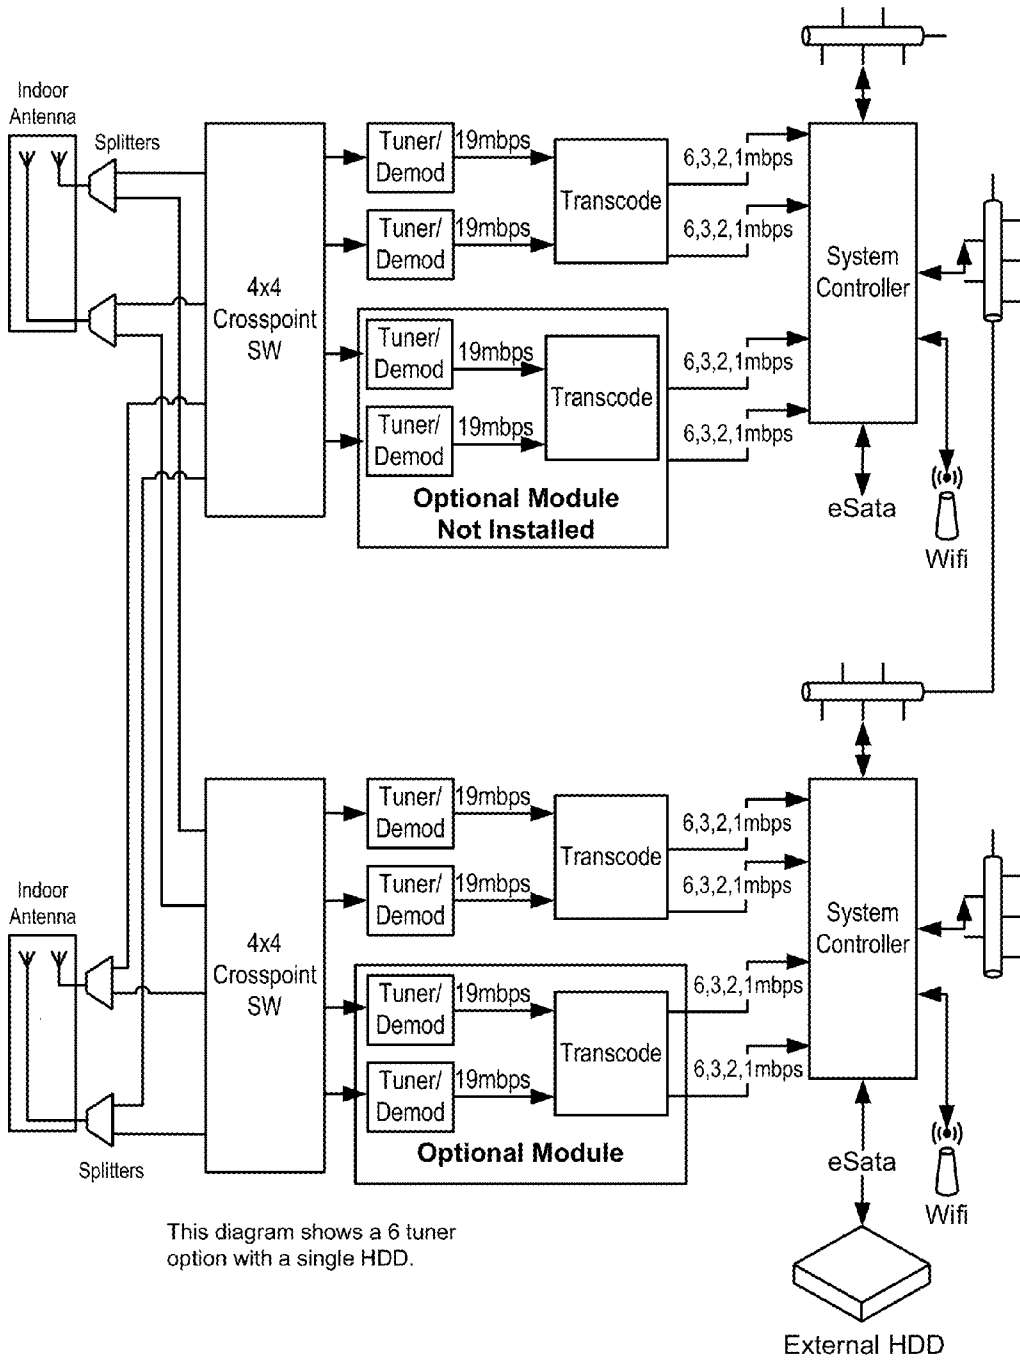 Indoor
Antenna
Splitters
4x4
Crosspoint
SW
Tuner/
Demod
19mbps
Tuner/
Demod
19mbps
Transcode
6,3,2,1mbps
6,3,2,1mbps
System
Controller
Tuner/
Demod
19mbps
Tuner/
Demod
19mbps
Transcode
6,3,2,1mbps
6,3,2,1mbps
Optional Module
Not Installed
eSata
Wifi
Indoor
Antenna
Splitters
4x4
Crosspoint
SW
Tuner/
Demod
19mbps
Tuner/
Demod
19mbps
Transcode
6,3,2,1mbps
6,3,2,1mbps
System
Controller
Tuner/
Demod
19mbps
Tuner/
Demod
19mbps
Transcode
6,3,2,1mbps
6,3,2,1mbps
Optional Module
eSata
Wifi
This diagram shows a 6 tuner
option with a single HDD.
External HDD